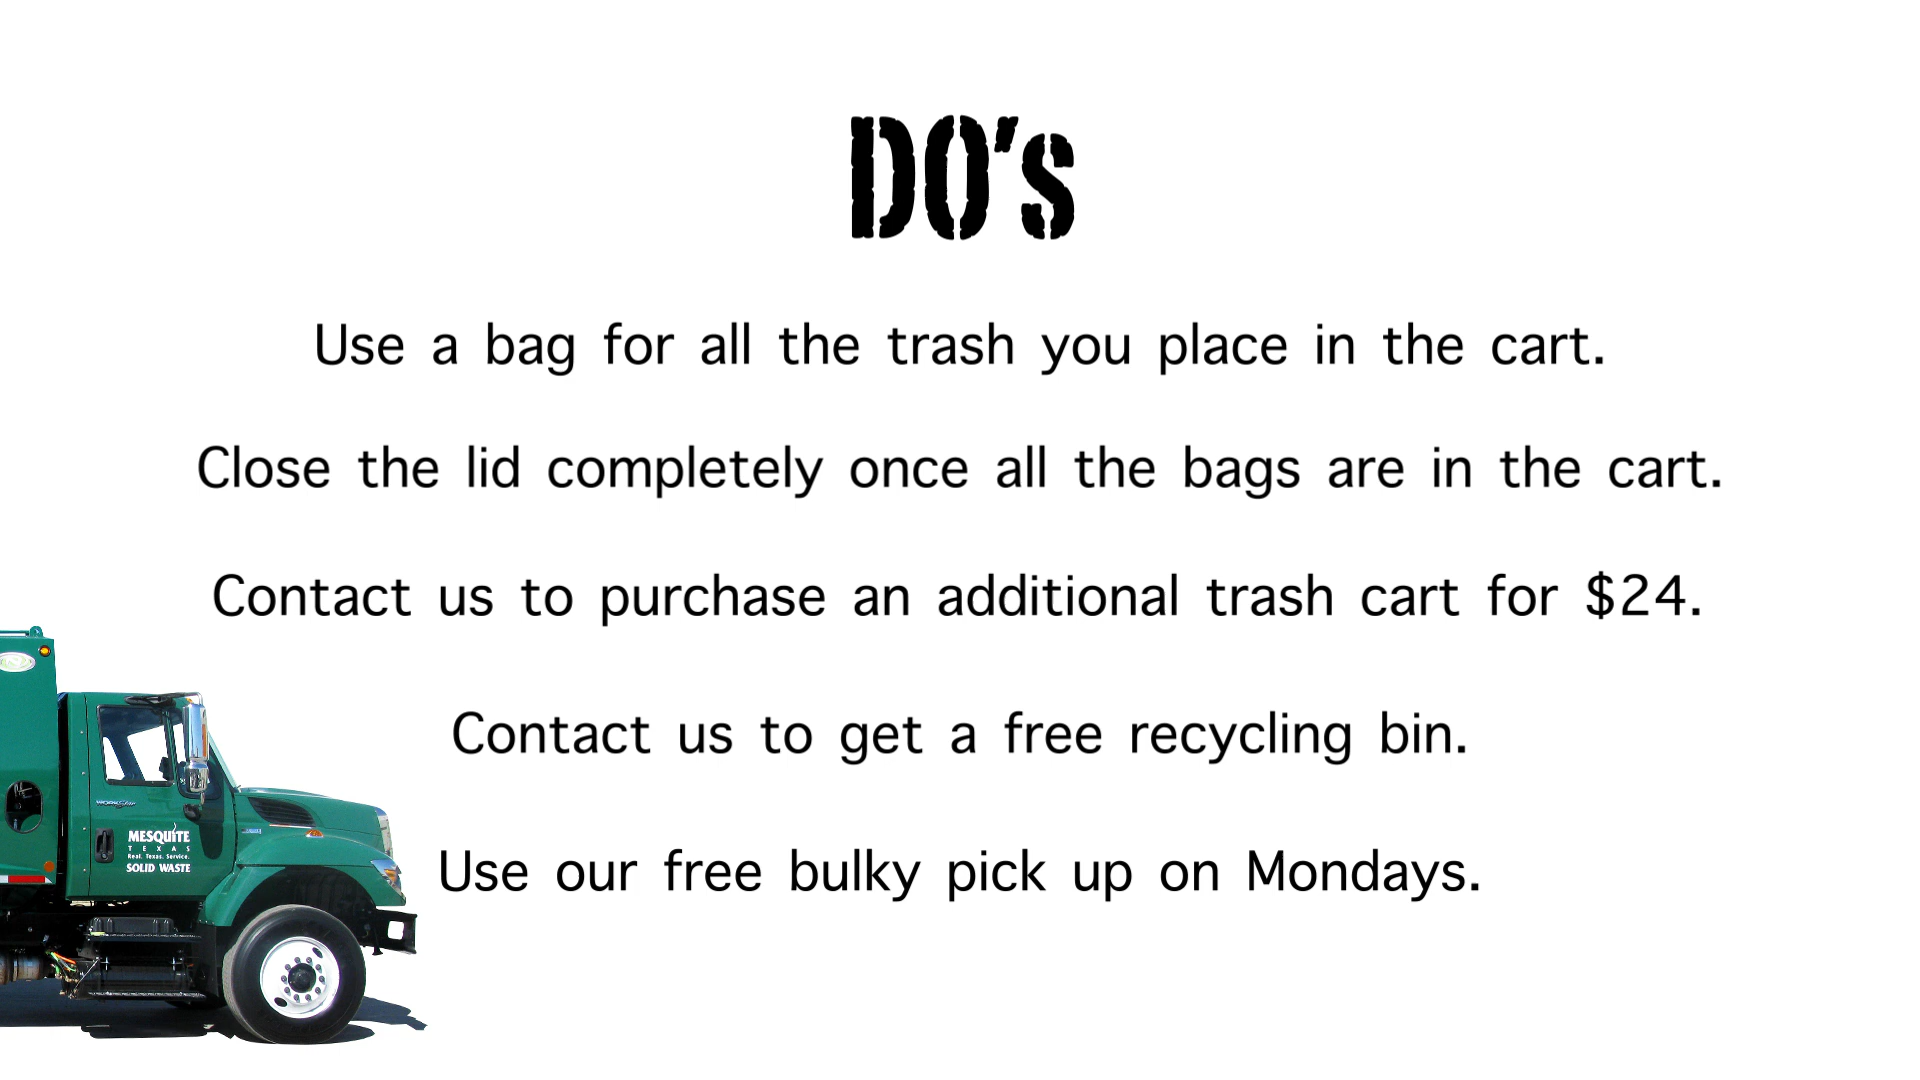 DO's
Use a bag for all the trash you place in the cart.
Close the lid completely once all the bags are in the cart.
Contact us to purchase an additional trash cart for $24.
Contact us to get a free recycling bin.
Use our free bulky pick up on Mondays.
MESQUITE
TEXAS
Real. Texas. Service.
SOLID WASTE